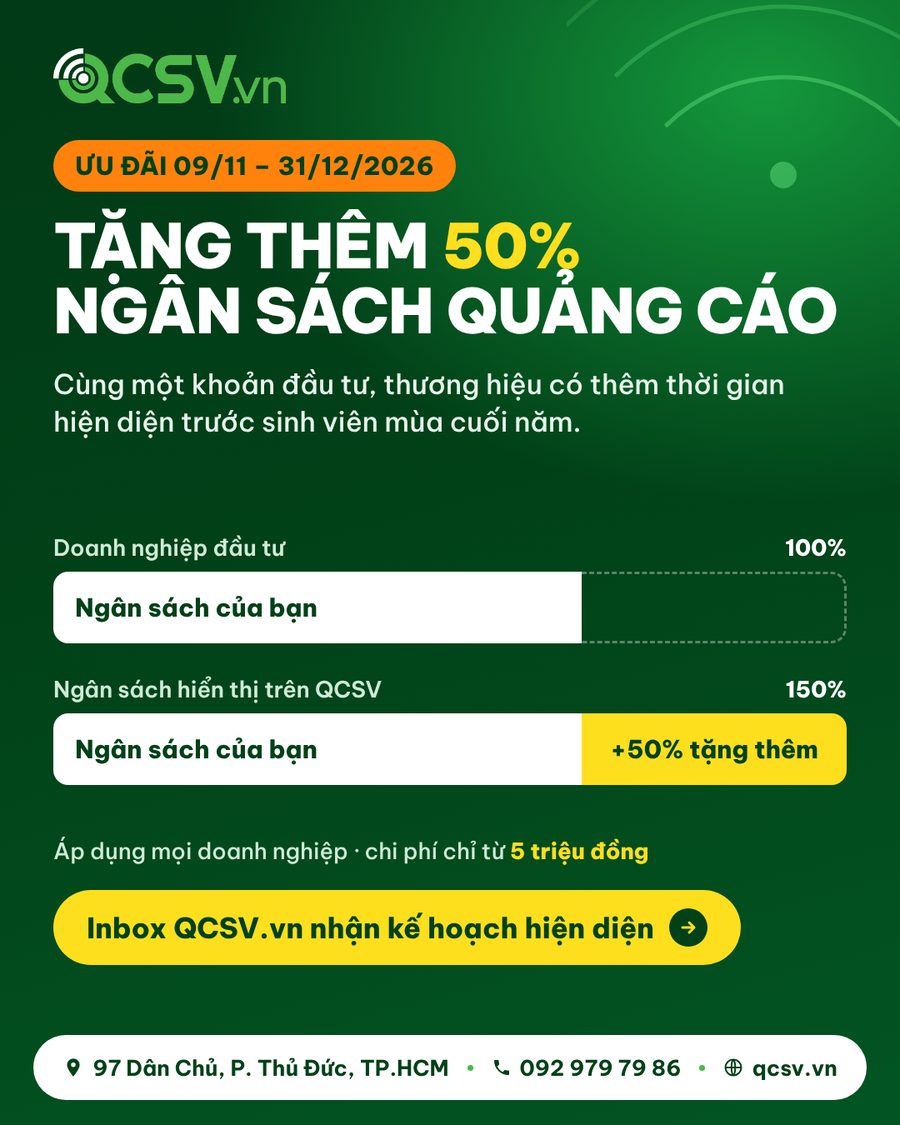 QCSV.vn
ƯU ĐÃI 09/11 – 31/12/2026
TẶNG THÊM 50%
NGÂN SÁCH QUẢNG CÁO
Cùng một khoản đầu tư, thương hiệu có thêm thời gian
hiện diện trước sinh viên mùa cuối năm.
Doanh nghiệp đầu tư 100%
Ngân sách của bạn
Ngân sách hiển thị trên QCSV 150%
Ngân sách của bạn +50% tặng thêm
Áp dụng mọi doanh nghiệp · chi phí chỉ từ 5 triệu đồng
Inbox QCSV.vn nhận kế hoạch hiện diện
97 Dân Chủ, P. Thủ Đức, TP.HCM • 092 979 79 86 • qcsv.vn